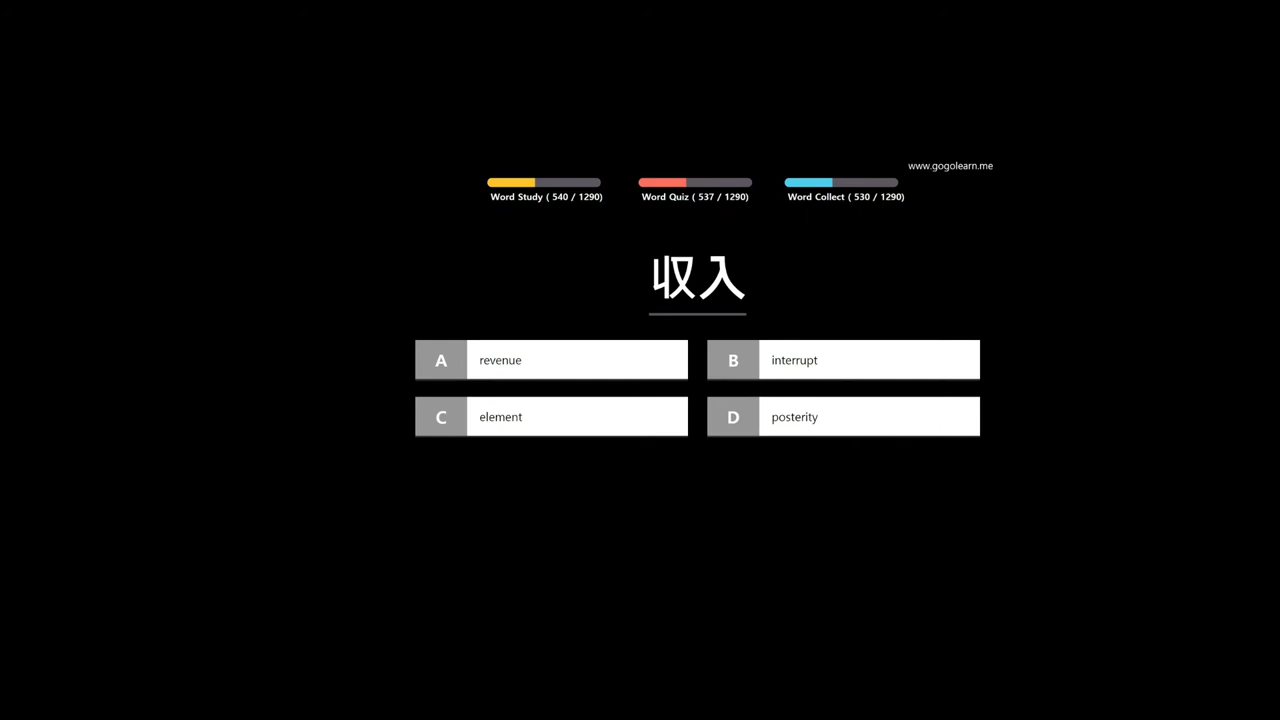 www.gogolearn.me
Word Study ( 540 / 1290)
Word Quiz ( 537 / 1290)
Word Collect ( 530 / 1290)
収入
A revenue
B interrupt
C element
D posterity